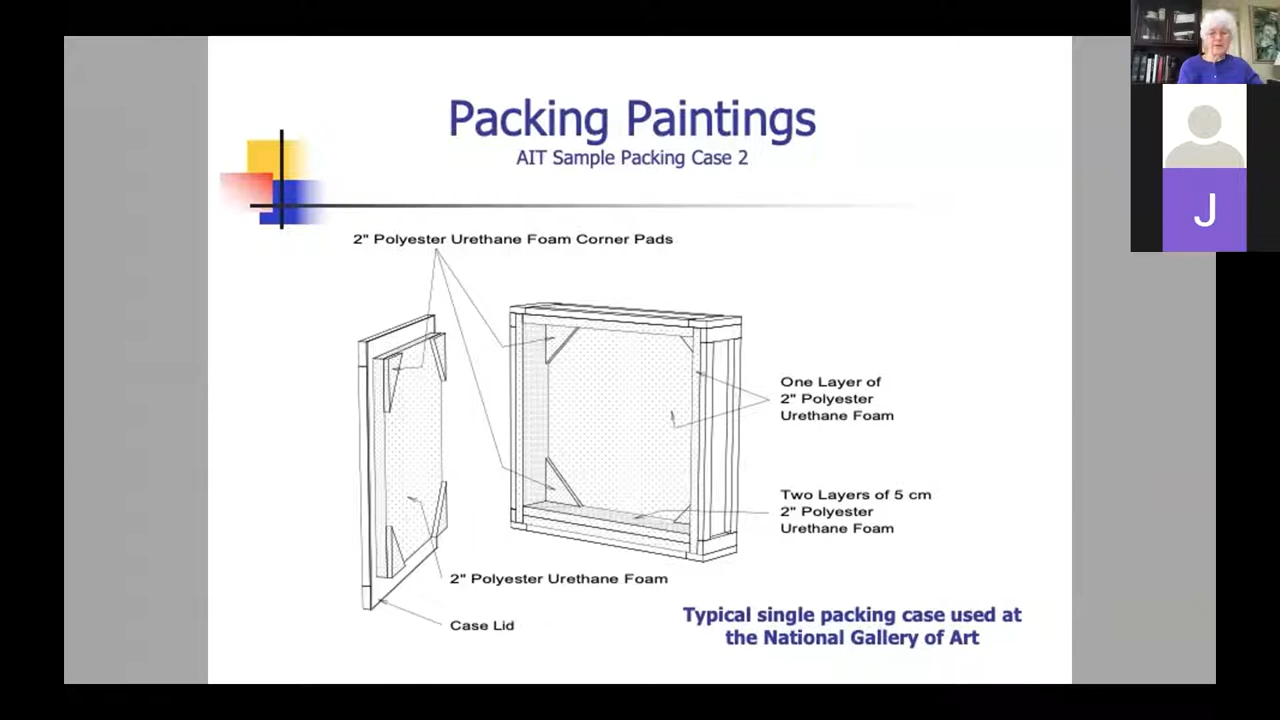 Packing Paintings
AIT Sample Packing Case 2
2" Polyester Urethane Foam Corner Pads
One Layer of
2" Polyester
Urethane Foam
Two Layers of 5 cm
2" Polyester
Urethane Foam
2" Polyester Urethane Foam
Case Lid
Typical single packing case used at
the National Gallery of Art
J